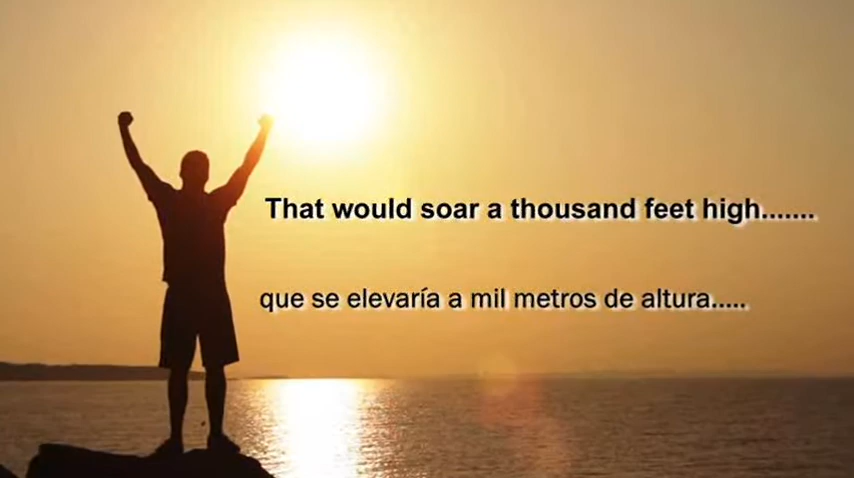 That would soar a thousand feet high.......
que se elevaría a mil metros de altura.....